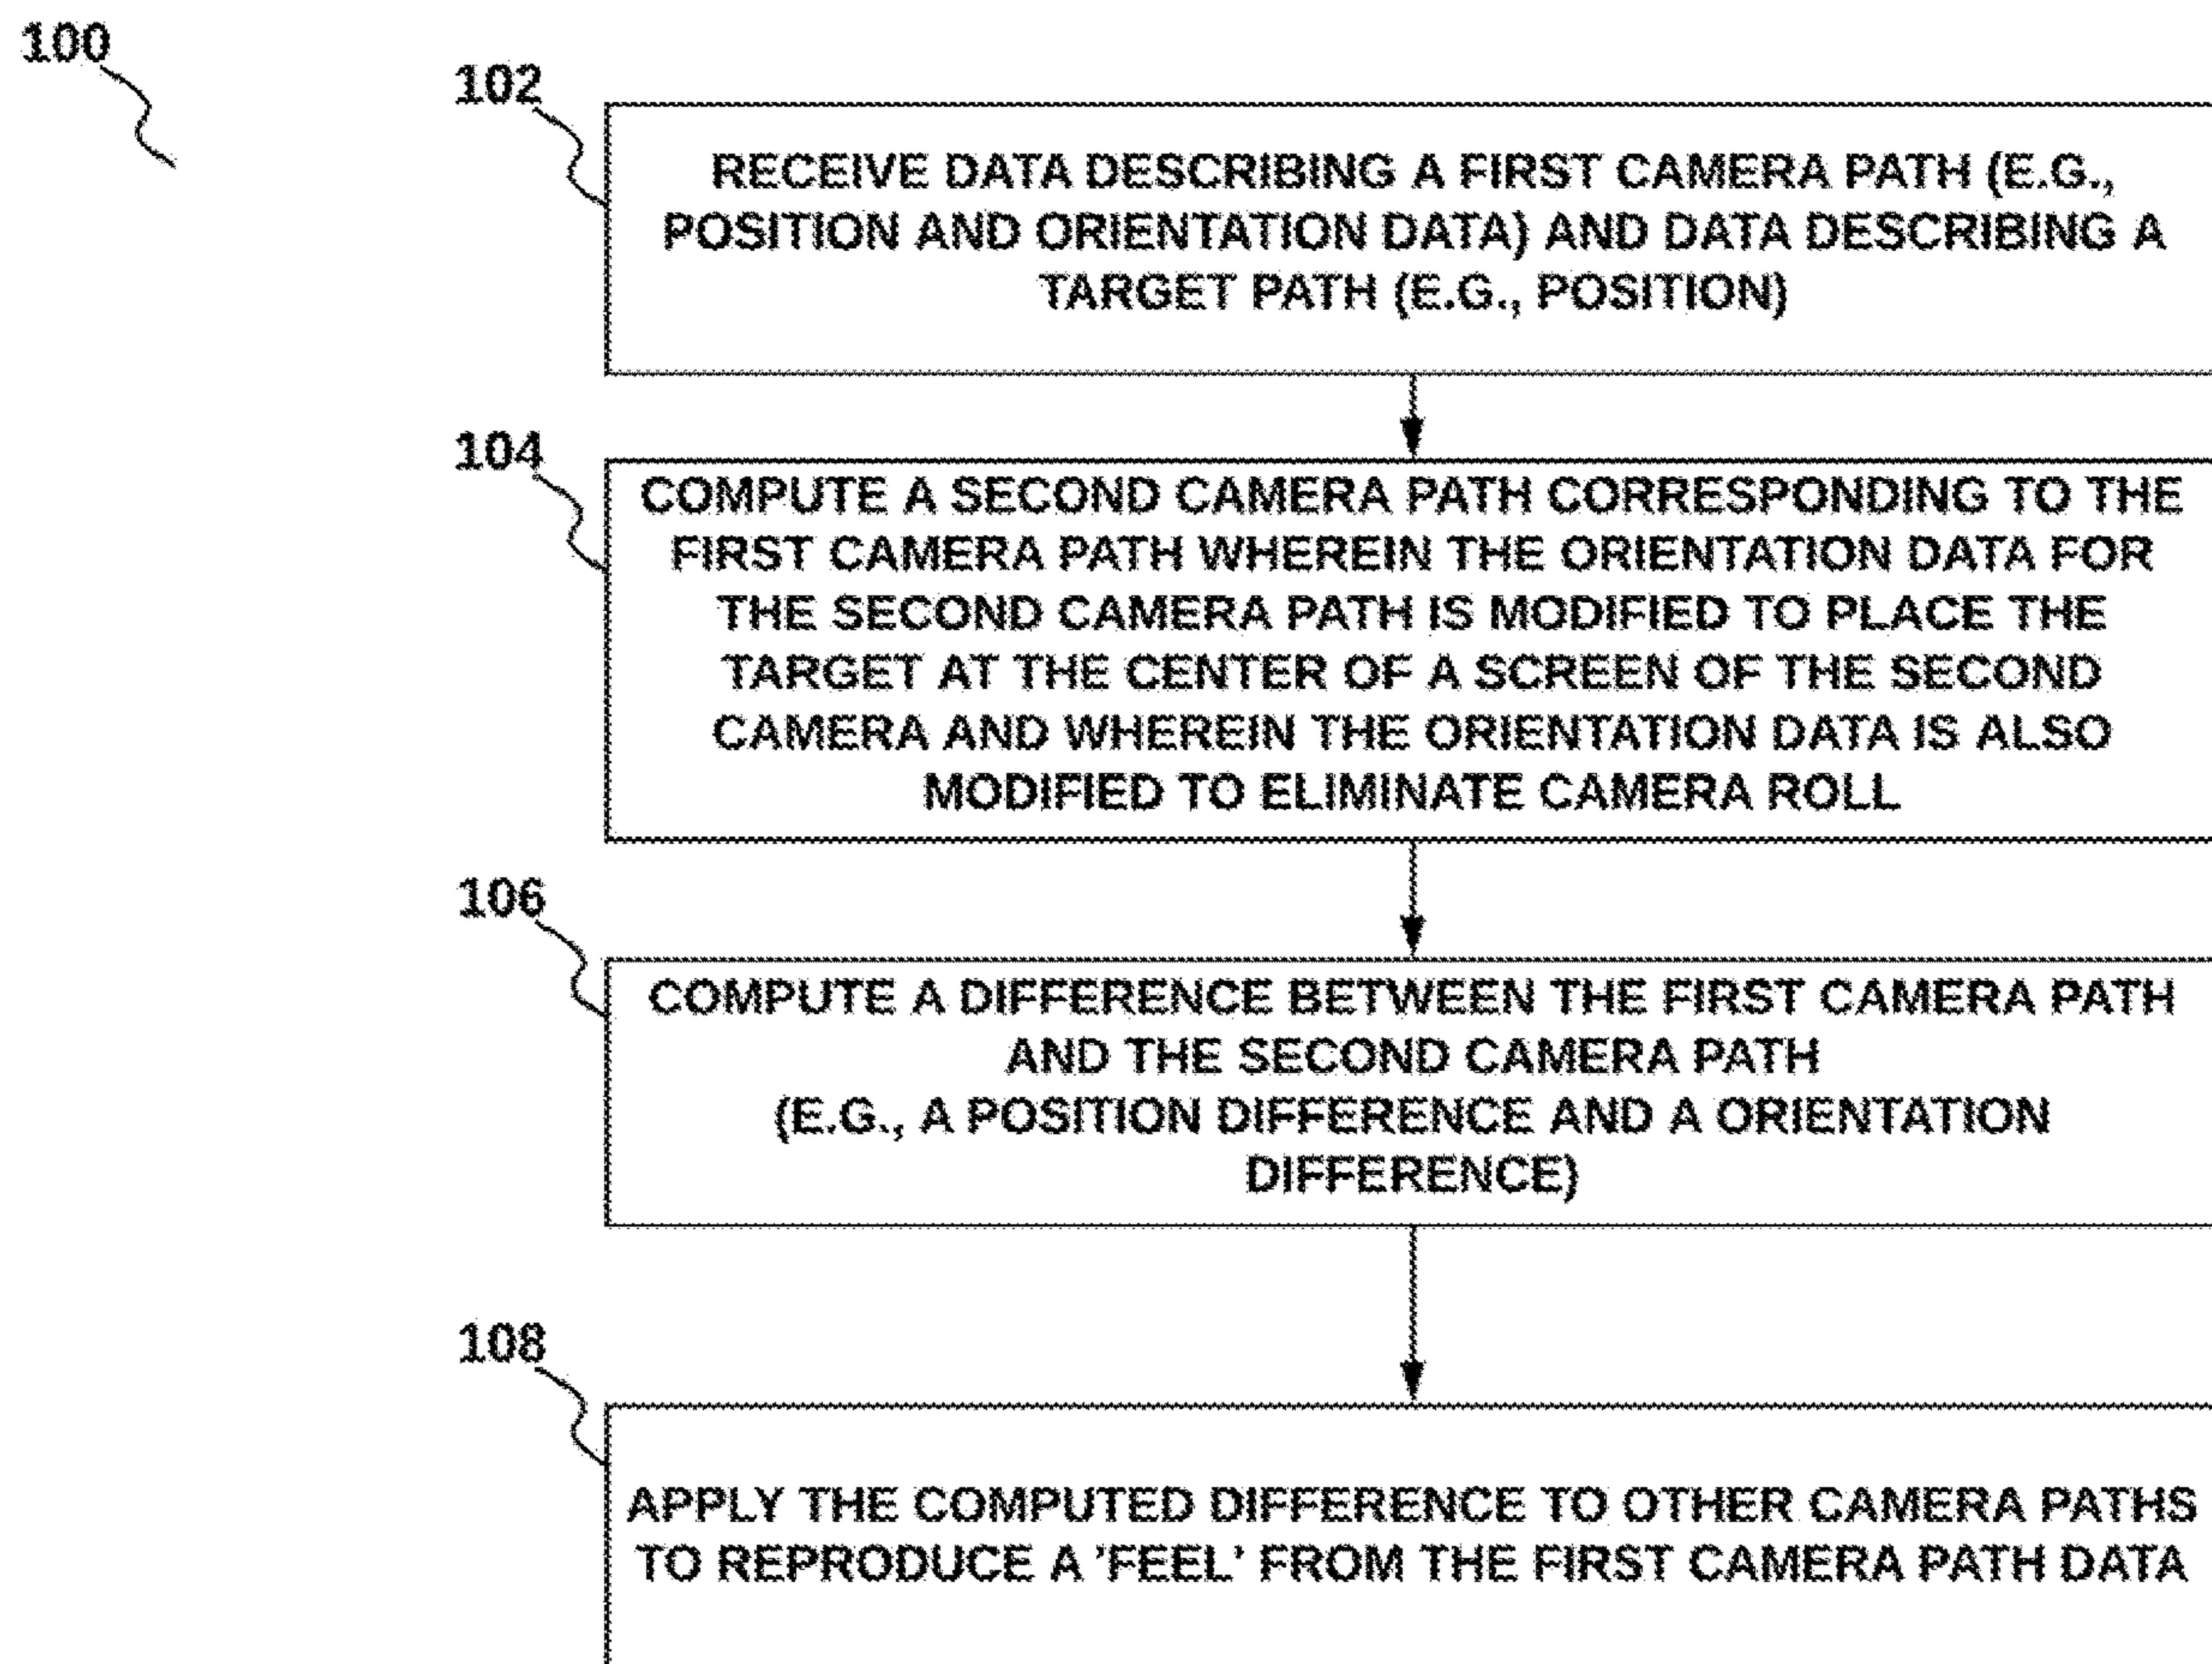 100
102
RECEIVE DATA DESCRIBING A FIRST CAMERA PATH (E.G.,
POSITION AND ORIENTATION DATA) AND DATA DESCRIBING A
TARGET PATH (E.G., POSITION)
104
COMPUTE A SECOND CAMERA PATH CORRESPONDING TO THE
FIRST CAMERA PATH WHEREIN THE ORIENTATION DATA FOR
THE SECOND CAMERA PATH IS MODIFIED TO PLACE THE
TARGET AT THE CENTER OF A SCREEN OF THE SECOND
CAMERA AND WHEREIN THE ORIENTATION DATA IS ALSO
MODIFIED TO ELIMINATE CAMERA ROLL
106
COMPUTE A DIFFERENCE BETWEEN THE FIRST CAMERA PATH
AND THE SECOND CAMERA PATH
(E.G., A POSITION DIFFERENCE AND A ORIENTATION
DIFFERENCE)
108
APPLY THE COMPUTED DIFFERENCE TO OTHER CAMERA PATHS
TO REPRODUCE A 'FEEL' FROM THE FIRST CAMERA PATH DATA